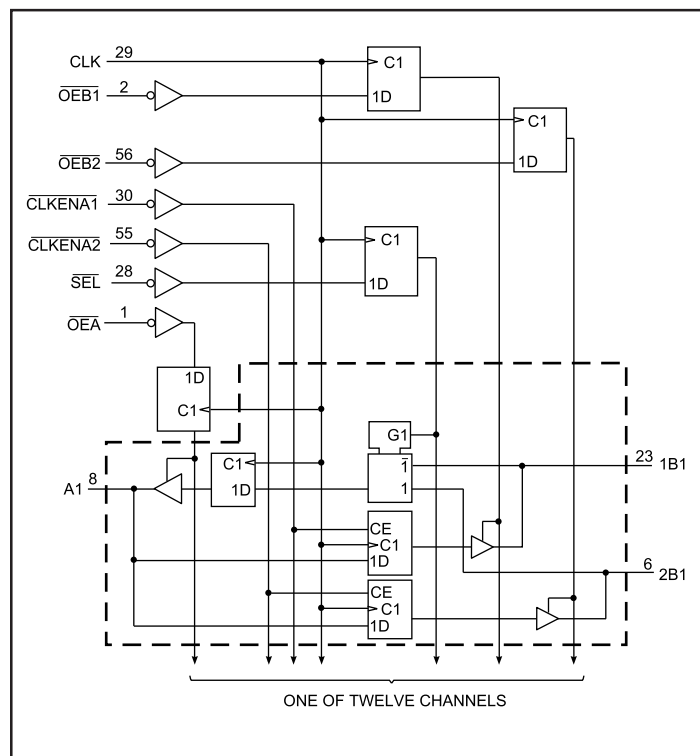 CLK 29
C1
OEB1 2
1D
C1
OEB2 56
1D
CLKENA1 30
CLKENA2 55
C1
SEL 28
1D
OEA 1
1D
C1
G1
C1
1
23 1B1
A1 8
1D
1
CE
C1
1D
6 2B1
CE
C1
1D
ONE OF TWELVE CHANNELS